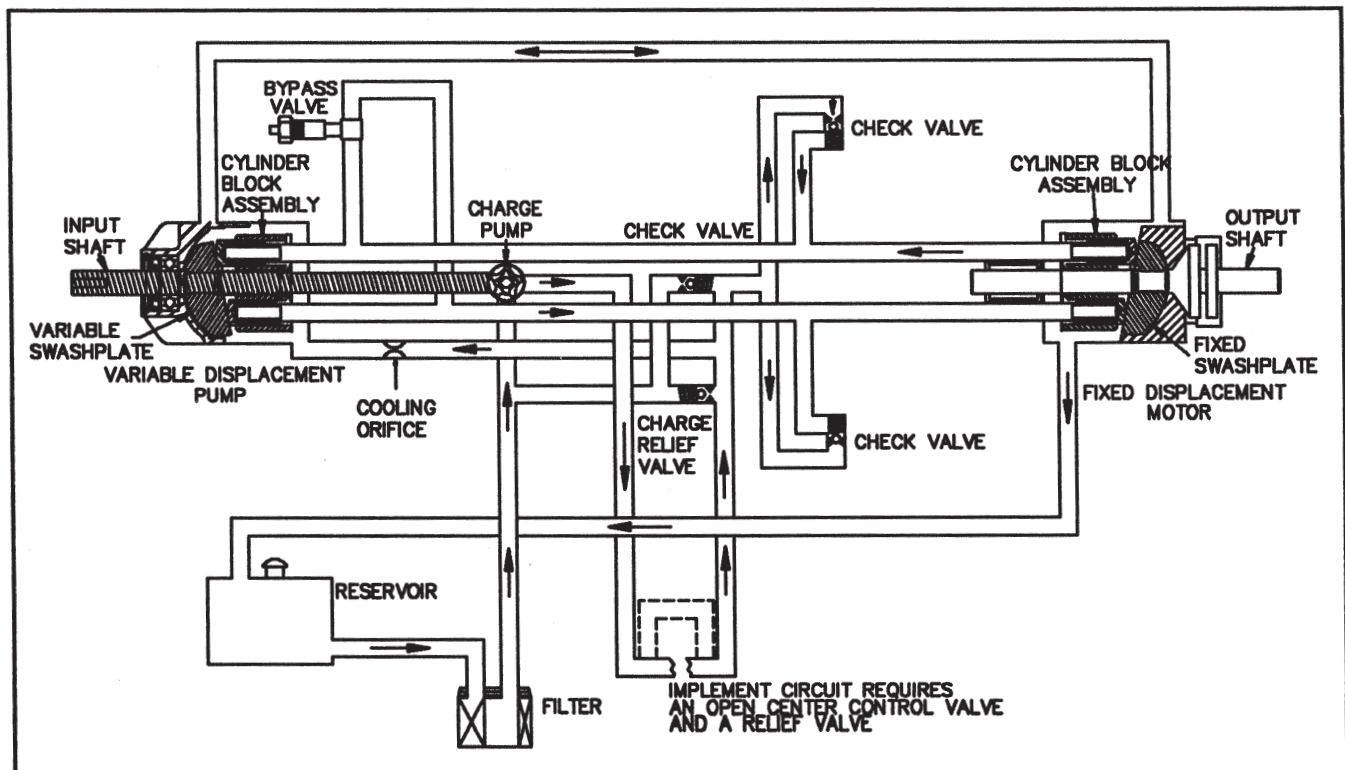 BYPASS
VALVE
CHECK VALVE
CYLINDER
BLOCK
ASSEMBLY
CYLINDER BLOCK
ASSEMBLY
INPUT
SHAFT
CHARGE
PUMP
CHECK VALVE
OUTPUT
SHAFT
VARIABLE
SWASHPLATE
VARIABLE DISPLACEMENT
PUMP
COOLING
ORIFICE
CHARGE
RELIEF
VALVE
CHECK VALVE
FIXED
SWASHPLATE
FIXED DISPLACEMENT
MOTOR
RESERVOIR
FILTER
IMPLEMENT CIRCUIT REQUIRES
AN OPEN CENTER CONTROL VALVE
AND A RELIEF VALVE